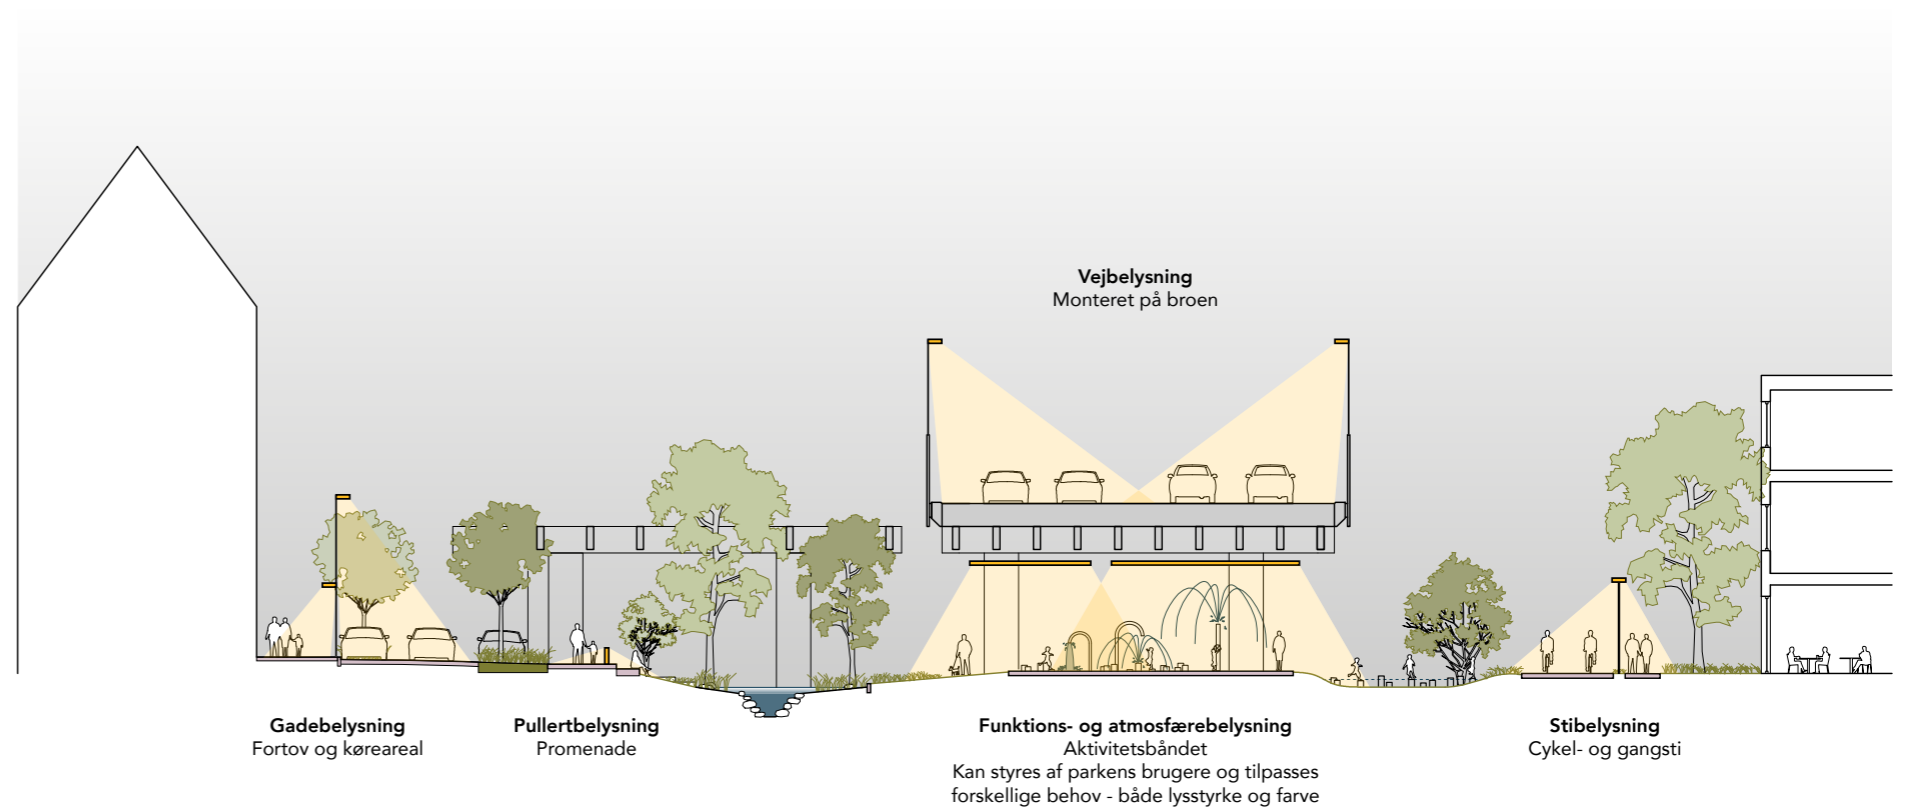 Vejbelysning
Monteret på broen
Gadebelysning
Fortov og køreareal
Pullertbelysning
Promenade
Funktions- og atmosfærebelysning
Aktivitetsbåndet
Kan styres af parkens brugere og tilpasses
forskellige behov - både lysstyrke og farve
Stibelysning
Cykel- og gangsti